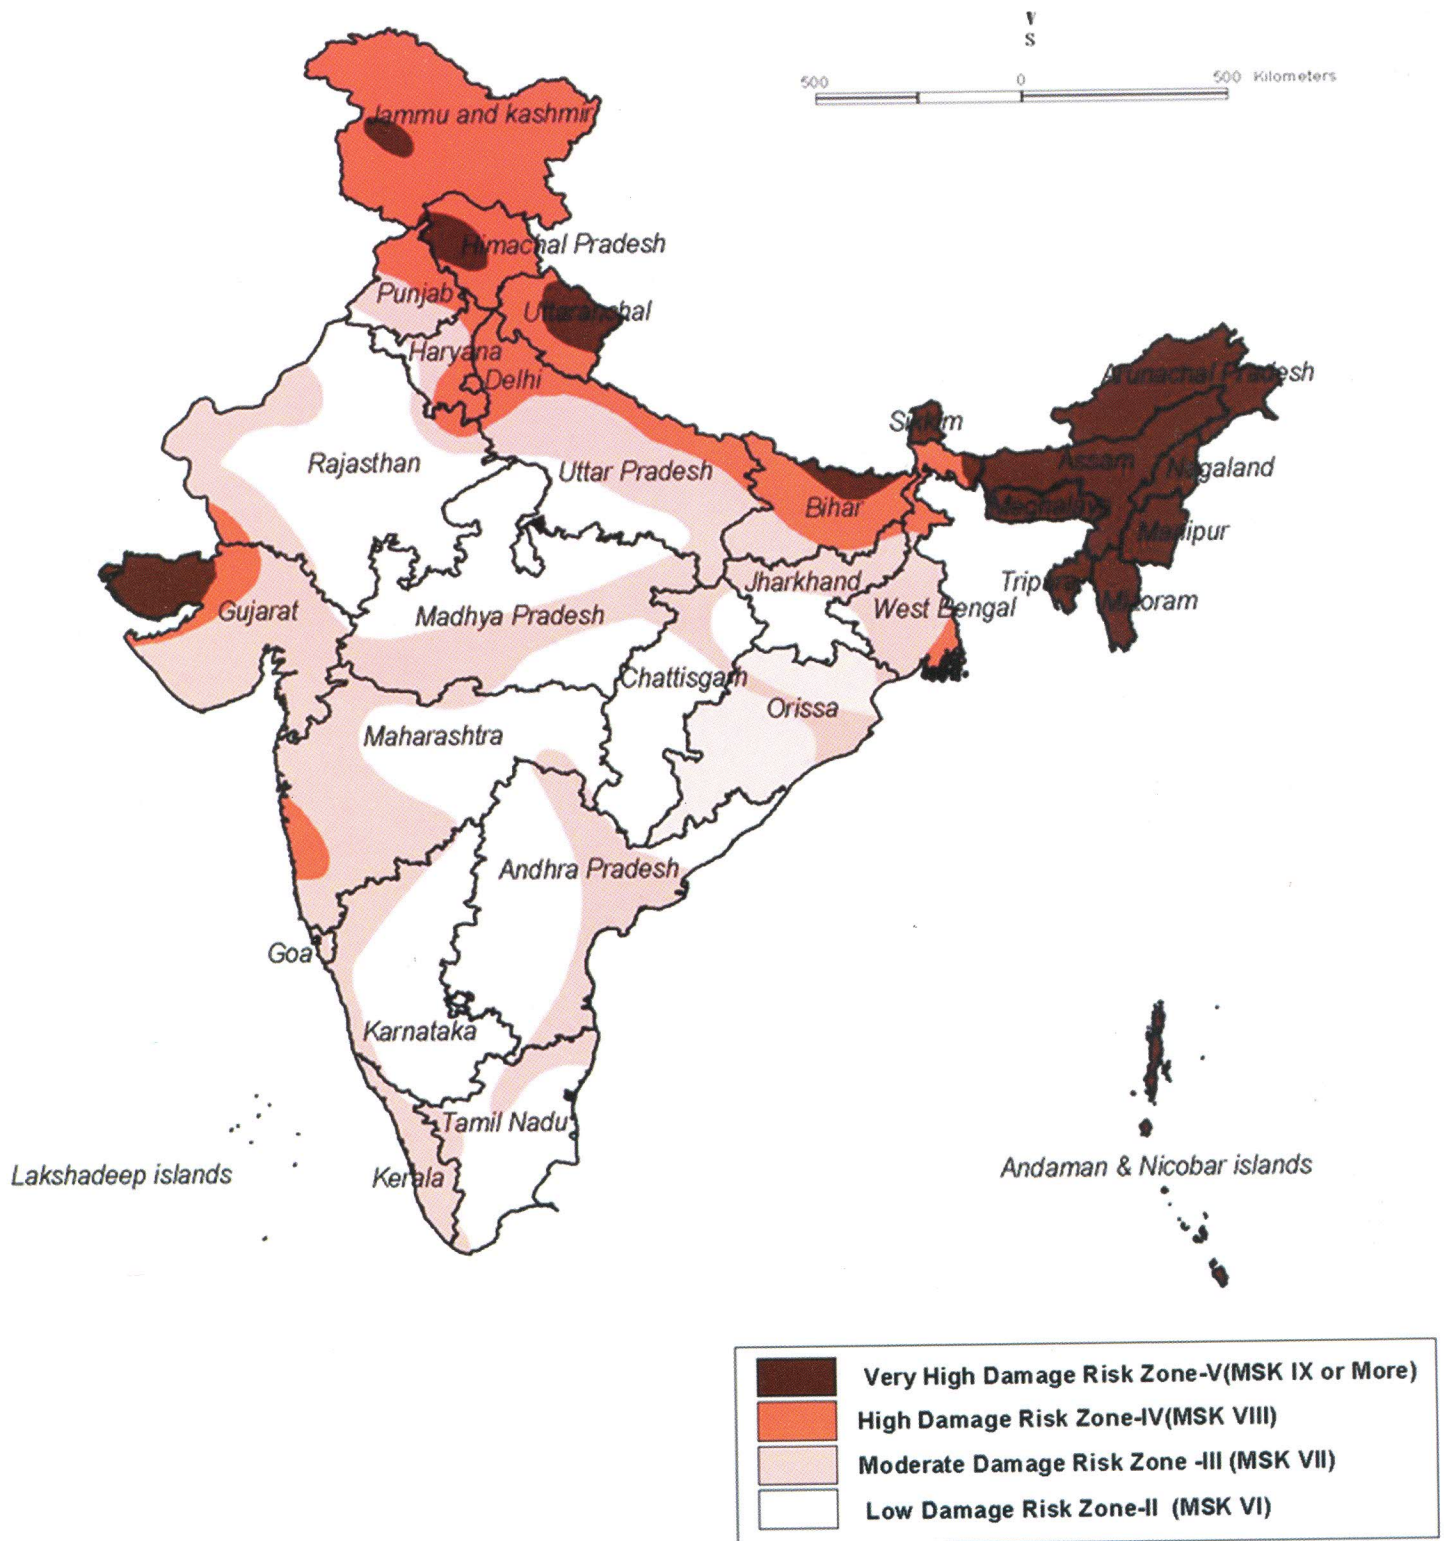 V
S
500 0 500 Kilometers
Jammu and kashmir
Himachal Pradesh
Punjab
Uttaranchal
Haryana
Delhi
Arunachal Pradesh
Sikkim
Rajasthan
Uttar Pradesh
Assam
Nagaland
Bihar
Meghalaya
Manipur
Jharkhand
Tripura
Gujarat
Madhya Pradesh
West Bengal
Mizoram
Chattisgam
Orissa
Maharashtra
Andhra Pradesh
Goa
Karnataka
Tamil Nadu
Lakshadeep islands
Kerala
Andaman & Nicobar islands
Very High Damage Risk Zone-V(MSK IX or More)
High Damage Risk Zone-IV(MSK VIII)
Moderate Damage Risk Zone -III (MSK VII)
Low Damage Risk Zone-II (MSK VI)